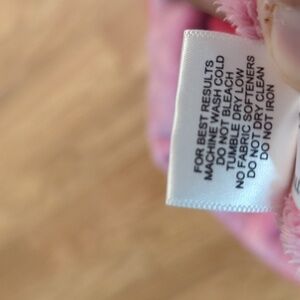 FOR BEST RESULTS
MACHINE WASH COLD
DO NOT BLEACH
TUMBLE DRY LOW
NO FABRIC SOFTENERS
DO NOT DRY CLEAN
DO NOT IRON